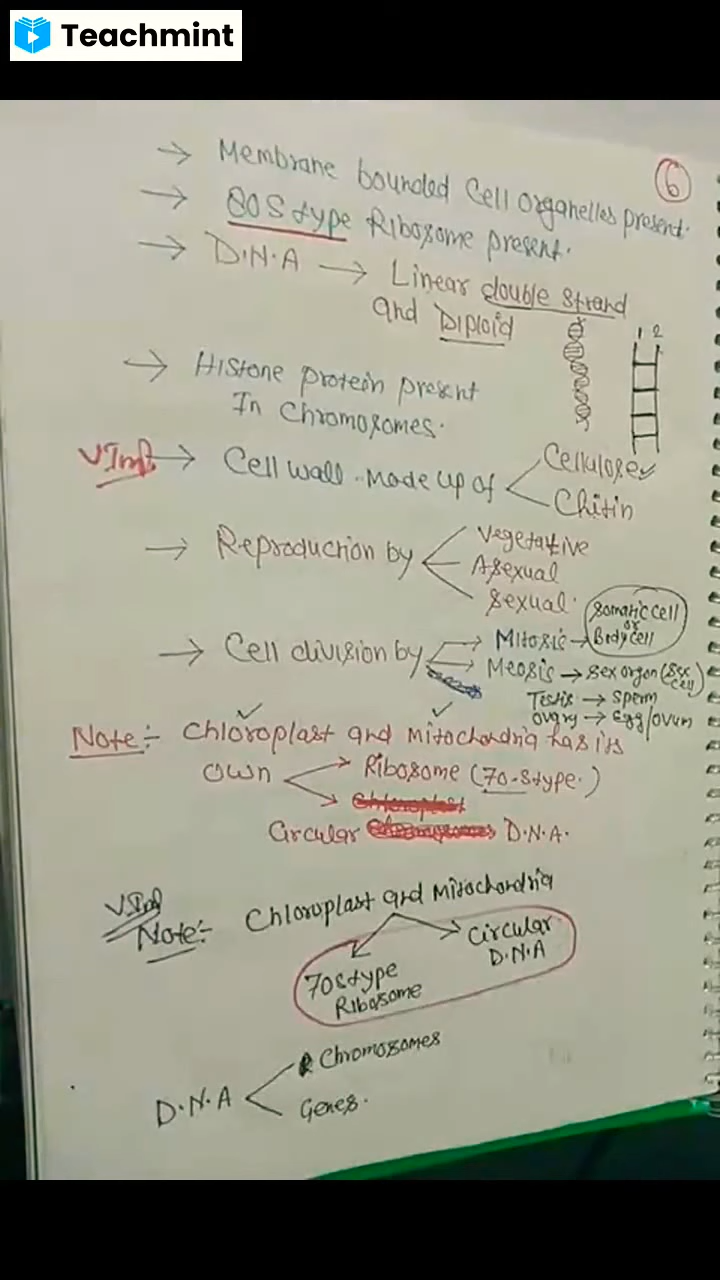 Teachmint
6
→ Membrane bounded Cell organelles present.
→ 80S type Ribosome present.
→ D.N.A → Linear double strand
and Diploid
1 2
→ Histone protein present
In Chromosomes.
V Imp. → Cell wall - Made up of Cellulose ✓
Chitin
→ Reproduction by Vegetative
Asexual
Sexual.
→ Cell division by → Mitosis → Somatic cell or Body cell
→ Meosis → Sex organ (Sex cell)
Testis → Sperm
Ovary → Egg/Ovum
Note :- Chloroplast and Mitochondria has its
Own → Ribosome (70-S type.)
Circular D.N.A.
V.Imp
Note :- Chloroplast and Mitochondria
70S type Ribosome
Circular D.N.A
D.N.A Chromosomes
Genes.